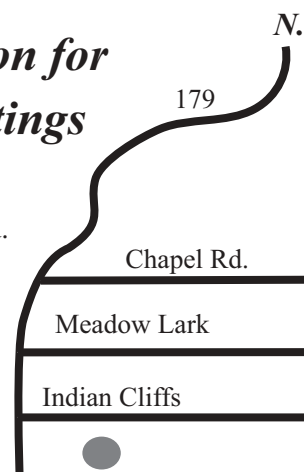 N.
on for
179
tings
Chapel Rd.
Meadow Lark
Indian Cliffs